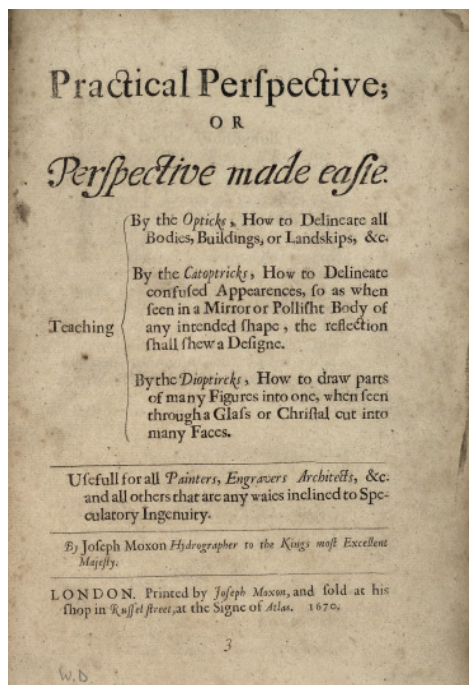 Practical Perſpective;
OR
Perſpective made eaſie.
Teaching
By the Opticks, How to Delineate all
Bodies, Buildings, or Landskips, &c.
By the Catoptricks, How to Delineate
confuſed Appearences, ſo as when
ſeen in a Mirror or Polliſht Body of
any intended ſhape, the reflection
ſhall ſhew a Deſigne.
By the Dioptircks, How to draw parts
of many Figures into one, when ſeen
through a Glaſs or Chriſtal cut into
many Faces.
Uſefull for all Painters, Engravers Architects, &c.
and all others that are any waies inclined to Spe-
culatory Ingenuity.
By Joſeph Moxon Hydrographer to the Kings moſt Excellent
Majeſty.
LONDON. Printed by Joſeph Moxon, and ſold at his
ſhop in Ruſſel ſtreet, at the Signe of Atlas. 1670.
3
W.D